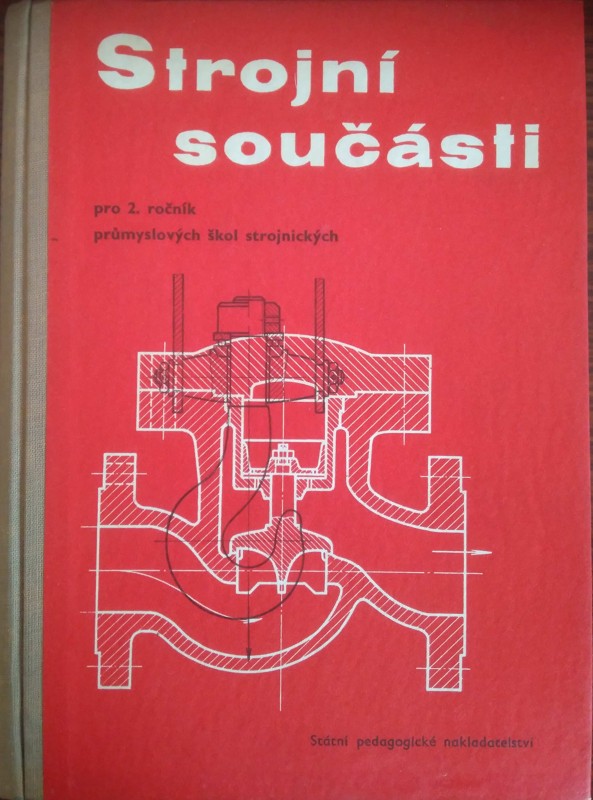 Strojní
součásti
pro 2. ročník
průmyslových škol strojnických
Státní pedagogické nakladatelství